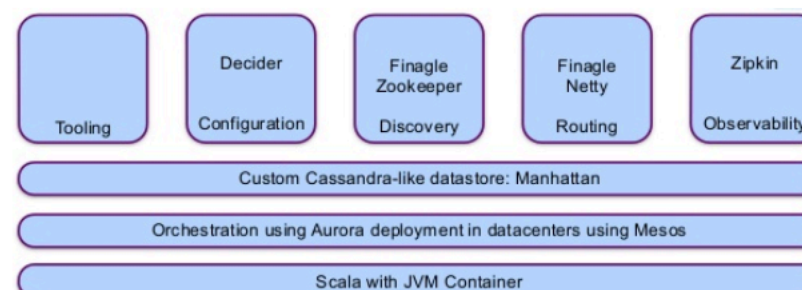 Tooling
Decider
Configuration
Finagle
Zookeeper
Discovery
Finagle
Netty
Routing
Zipkin
Observability
Custom Cassandra-like datastore: Manhattan
Orchestration using Aurora deployment in datacenters using Mesos
Scala with JVM Container